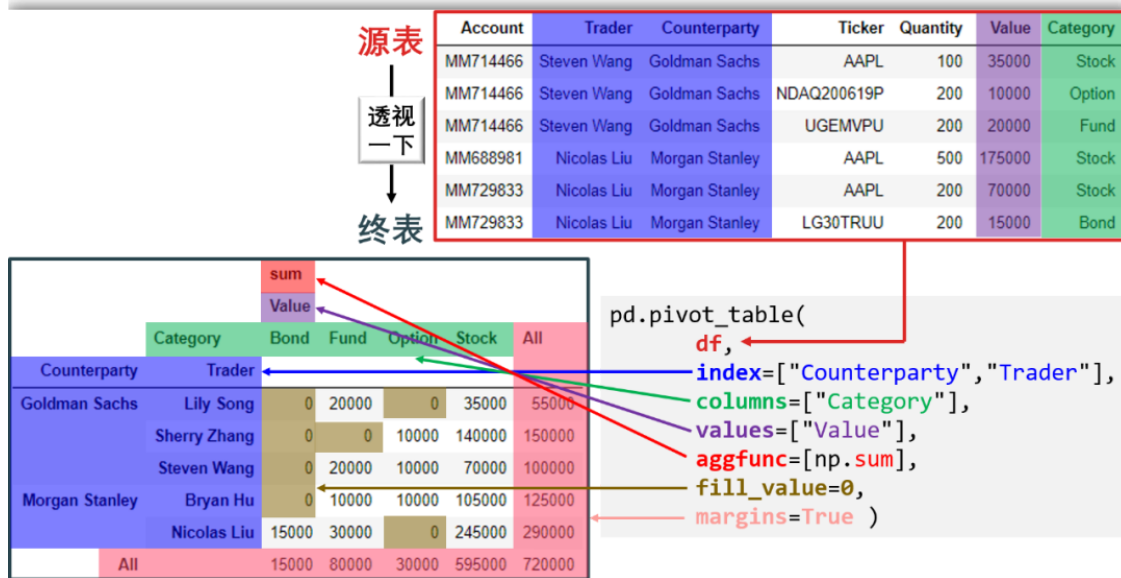 源表
透视
一下
终表
Account Trader Counterparty Ticker Quantity Value Category
MM714466 Steven Wang Goldman Sachs AAPL 100 35000 Stock
MM714466 Steven Wang Goldman Sachs NDAQ200619P 200 10000 Option
MM714466 Steven Wang Goldman Sachs UGEMVPU 200 20000 Fund
MM688981 Nicolas Liu Morgan Stanley AAPL 500 175000 Stock
MM729833 Nicolas Liu Morgan Stanley AAPL 200 70000 Stock
MM729833 Nicolas Liu Morgan Stanley LG30TRUU 200 15000 Bond
sum
Value
Category Bond Fund Option Stock All
Counterparty Trader
Goldman Sachs Lily Song 0 20000 0 35000 55000
Sherry Zhang 0 0 10000 140000 150000
Steven Wang 0 20000 10000 70000 100000
Morgan Stanley Bryan Hu 0 10000 10000 105000 125000
Nicolas Liu 15000 30000 0 245000 290000
All 15000 80000 30000 595000 720000
pd.pivot_table(
df,
index=["Counterparty","Trader"],
columns=["Category"],
values=["Value"],
aggfunc=[np.sum],
fill_value=0,
margins=True )